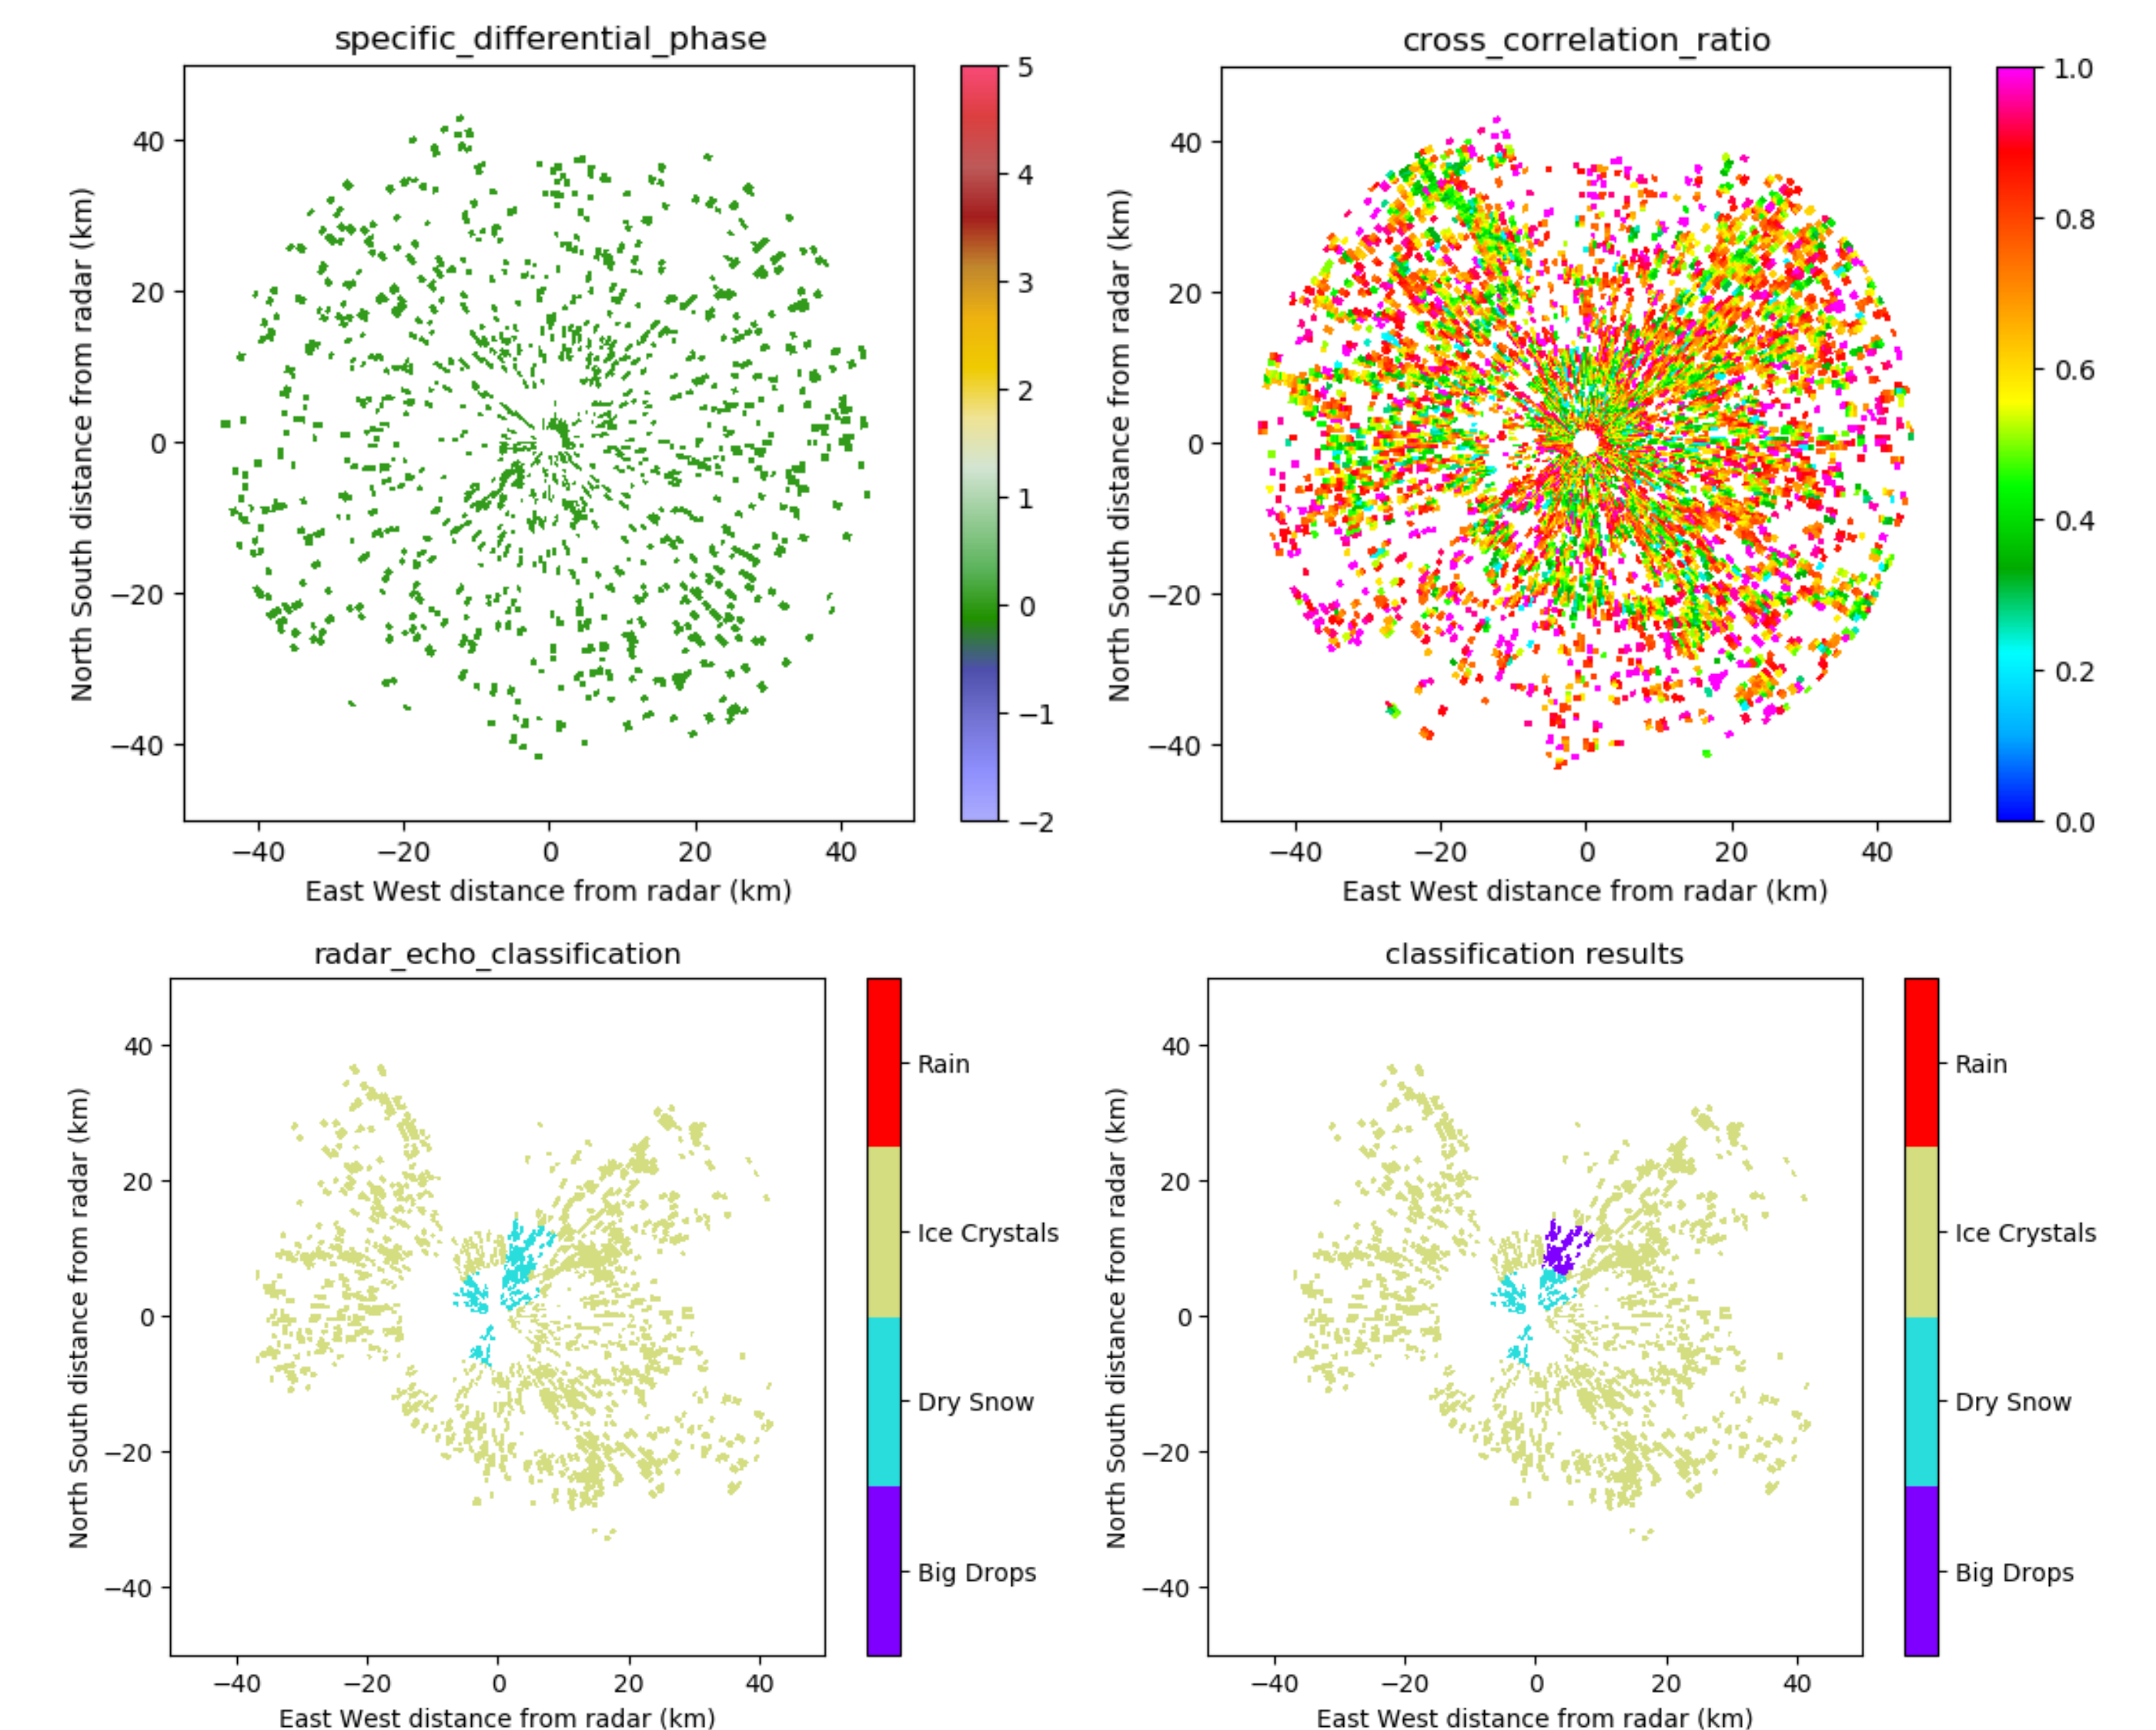 specific_differential_phase
North South distance from radar (km)
40
20
0
−20
−40
−40
−20
0
20
40
East West distance from radar (km)
5
4
3
2
1
0
−1
−2
cross_correlation_ratio
North South distance from radar (km)
40
20
0
−20
−40
−40
−20
0
20
40
East West distance from radar (km)
1.0
0.8
0.6
0.4
0.2
0.0
radar_echo_classification
North South distance from radar (km)
40
20
0
−20
−40
−40
−20
0
20
40
East West distance from radar (km)
Rain
Ice Crystals
Dry Snow
Big Drops
classification results
North South distance from radar (km)
40
20
0
−20
−40
−40
−20
0
20
40
East West distance from radar (km)
Rain
Ice Crystals
Dry Snow
Big Drops